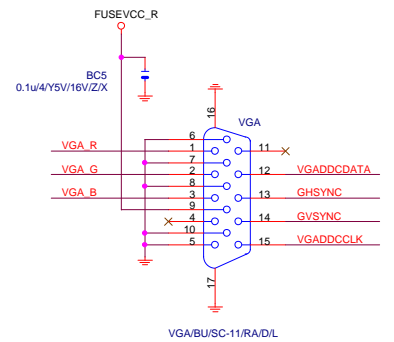 FUSEVCC_R
BC5
0.1u/4/Y5V/16V/Z/X
16
VGA
6
VGA_R 1 11
7
VGA_G 2 12 VGADDCDATA
8
VGA_B 3 13 GHSYNC
9
4 14 GVSYNC
10
5 15 VGADDCCLK
17
VGA/BU/SC-11/RA/D/L